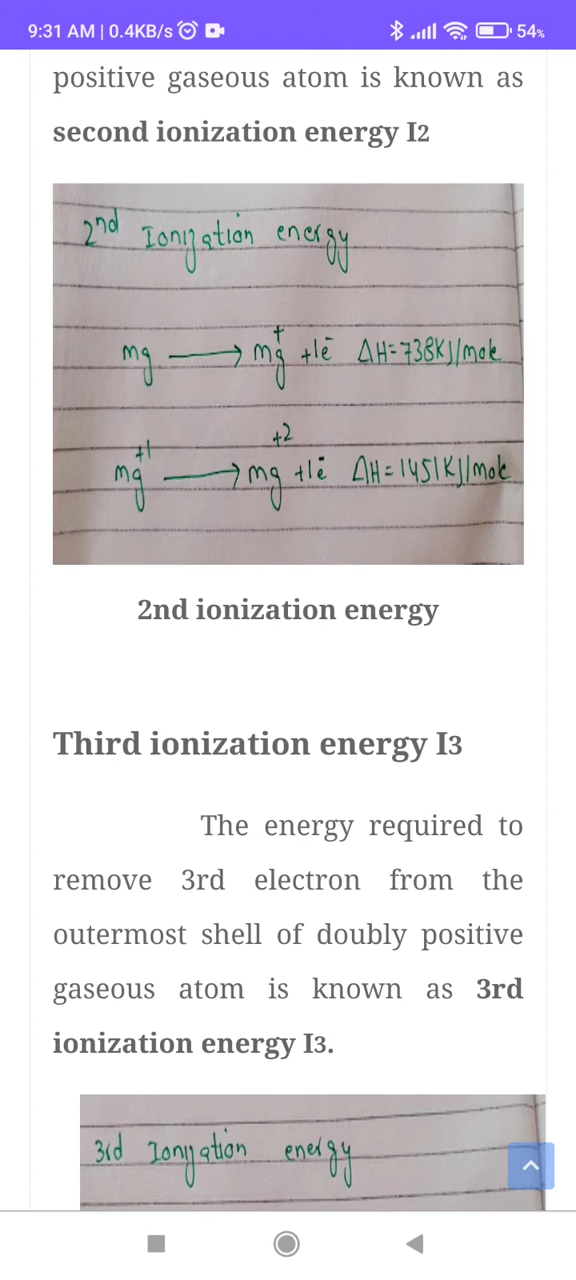 9:31 AM | 0.4KB/s 54%
positive gaseous atom is known as
second ionization energy I2
2nd Ionization energy
mg → mg+ +1ē ΔH=738KJ/mole
mg+1 → mg+2 +1ē ΔH=1451KJ/mole
2nd ionization energy
Third ionization energy I3
The energy required to
remove 3rd electron from the
outermost shell of doubly positive
gaseous atom is known as 3rd
ionization energy I3.
3rd Ionization energy